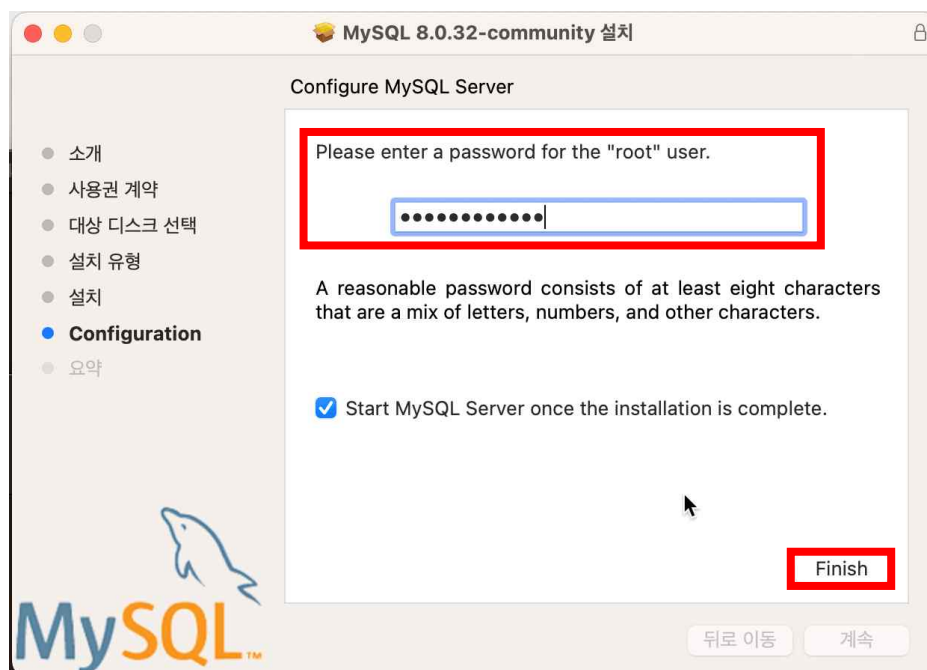 MySQL 8.0.32-community 설치
Configure MySQL Server
소개
사용권 계약
대상 디스크 선택
설치 유형
설치
Configuration
요약
Please enter a password for the "root" user.
••••••••••••
A reasonable password consists of at least eight characters
that are a mix of letters, numbers, and other characters.
Start MySQL Server once the installation is complete.
Finish
MySQL™
뒤로 이동
계속